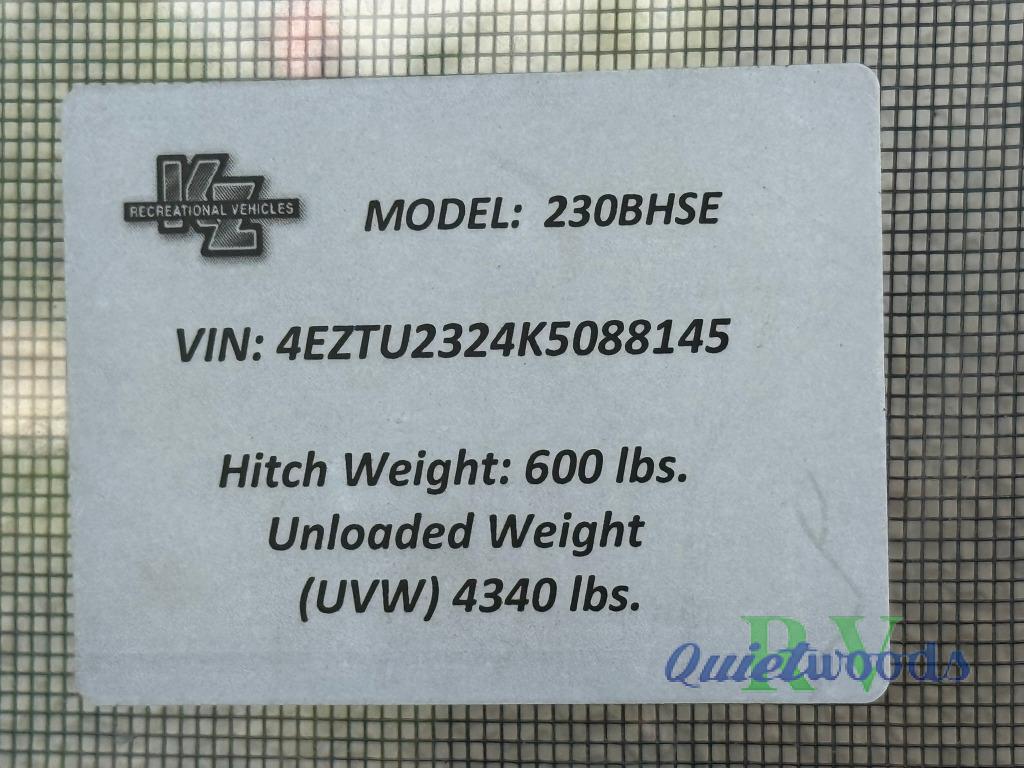 KZ
RECREATIONAL VEHICLES
MODEL: 230BHSE
VIN: 4EZTU2324K5088145
Hitch Weight: 600 lbs.
Unloaded Weight
(UVW) 4340 lbs.
RV
Quietwoods